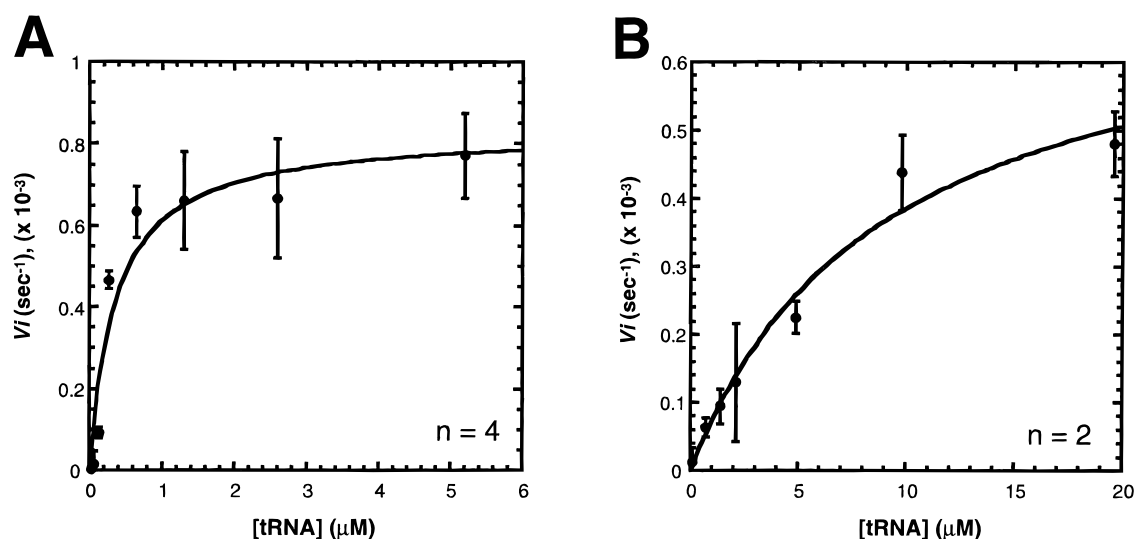 A
Vi (sec-1), (x 10-3)
1
0.8
0.6
0.4
0.2
0
0 1 2 3 4 5 6
n = 4
[tRNA] (μM)
B
Vi (sec-1), (x 10-3)
0.6
0.5
0.4
0.3
0.2
0.1
0
0 5 10 15 20
n = 2
[tRNA] (μM)